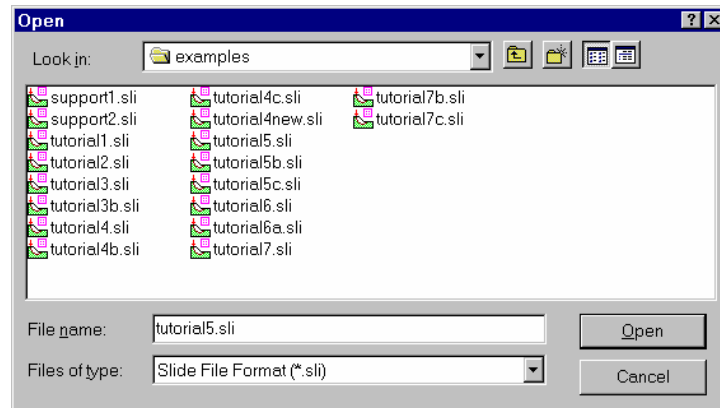 Open
Look in: examples
support1.sli
support2.sli
tutorial1.sli
tutorial2.sli
tutorial3.sli
tutorial3b.sli
tutorial4.sli
tutorial4b.sli
tutorial4c.sli
tutorial4new.sli
tutorial5.sli
tutorial5b.sli
tutorial5c.sli
tutorial6.sli
tutorial6a.sli
tutorial7.sli
tutorial7b.sli
tutorial7c.sli
File name: tutorial5.sli Open
Files of type: Slide File Format (*.sli) Cancel